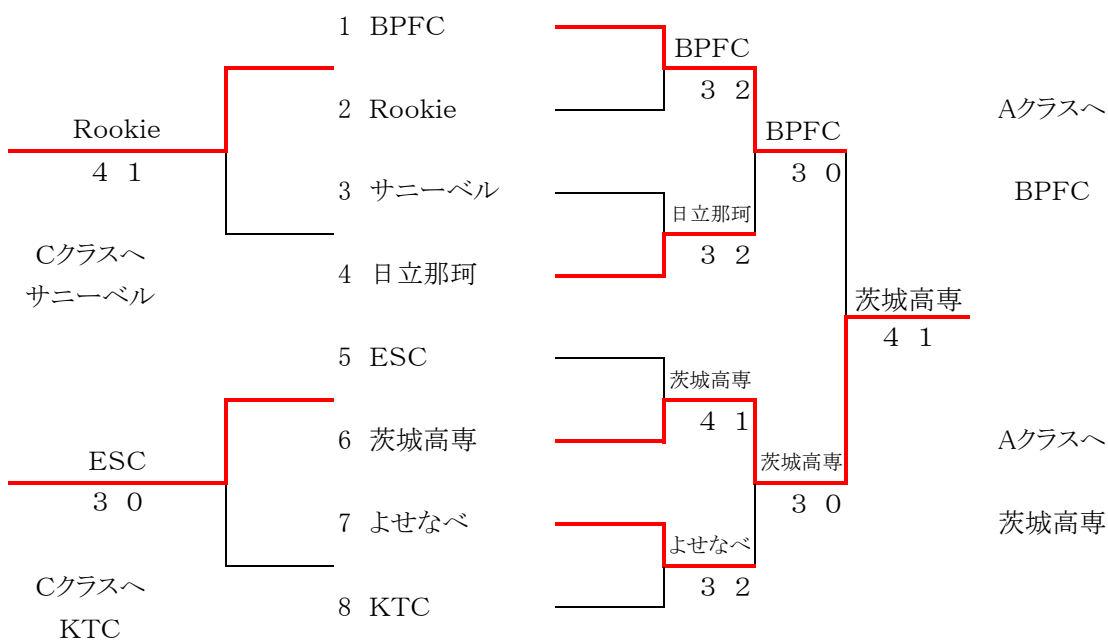 1 BPFC
BPFC
３ ２
2 Rookie
Aクラスへ
Rookie
BPFC
４ １
３ ０
3 サニーベル
BPFC
日立那珂
Cクラスへ
３ ２
4 日立那珂
サニーベル
茨城高専
４ １
5 ESC
茨城高専
４ １
6 茨城高専
Aクラスへ
ESC
茨城高専
３ ０
３ ０
7 よせなべ
茨城高専
よせなべ
Cクラスへ
３ ２
8 KTC
KTC